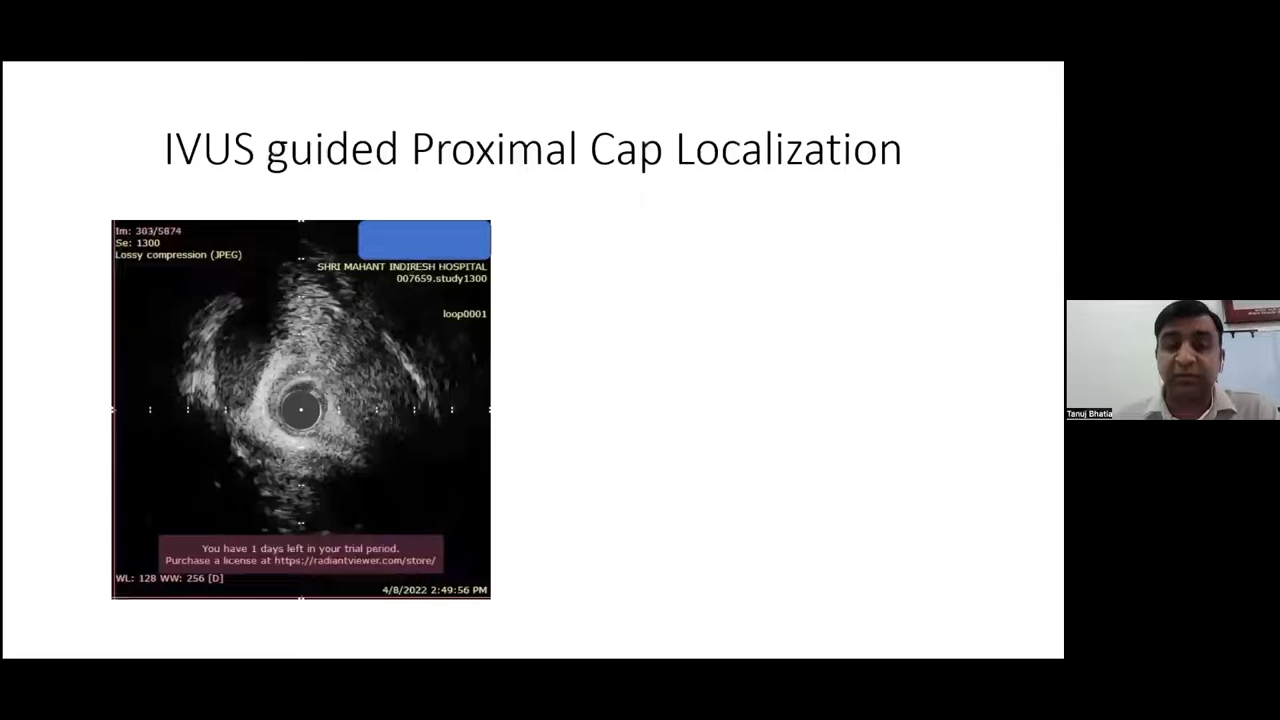 IVUS guided Proximal Cap Localization
Im: 303/5874
Se: 1300
Lossy compression (JPEG)
SHRI MAHANT INDIRESH HOSPITAL
007659.study1300
loop0001
You have 1 days left in your trial period.
Purchase a license at https://radiantviewer.com/store/
WL: 128 WW: 256 [D]
4/8/2022 2:49:56 PM
Tanuj Bhatia